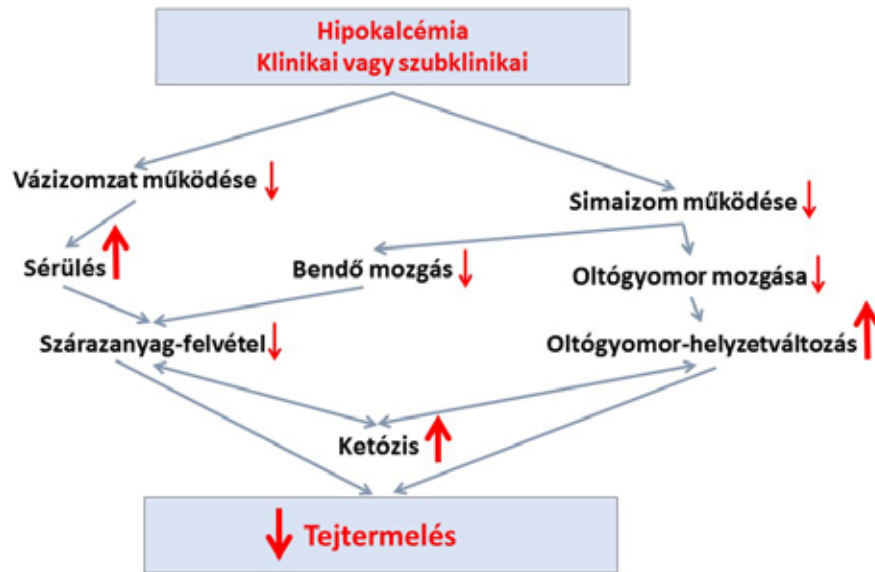 Hipokalcémia
Klinikai vagy szubklinikai
Vázizomzat működése
Simaizom működése
Sérülés
Bendő mozgás
Oltógyomor mozgása
Szárazanyag-felvétel
Oltógyomor-helyzetváltozás
Ketózis
Tejtermelés